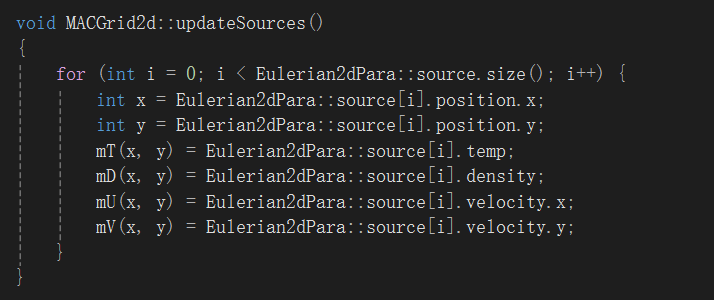 void MACGrid2d::updateSources()
{
    for (int i = 0; i < Eulerian2dPara::source.size(); i++) {
        int x = Eulerian2dPara::source[i].position.x;
        int y = Eulerian2dPara::source[i].position.y;
        mT(x, y) = Eulerian2dPara::source[i].temp;
        mD(x, y) = Eulerian2dPara::source[i].density;
        mU(x, y) = Eulerian2dPara::source[i].velocity.x;
        mV(x, y) = Eulerian2dPara::source[i].velocity.y;
    }
}